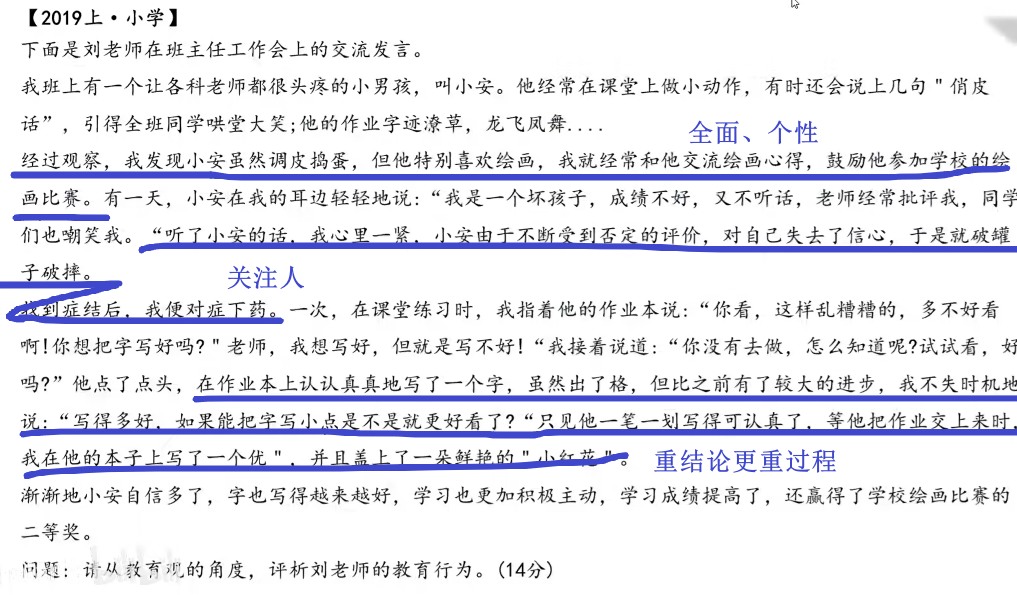 【2019上·小学】
下面是刘老师在班主任工作会上的交流发言。
我班上有一个让各科老师都很头疼的小男孩，叫小安。他经常在课堂上做小动作，有时还会说上几句"俏皮
话”，引得全班同学哄堂大笑;他的作业字迹潦草，龙飞凤舞....
全面、个性
经过观察，我发现小安虽然调皮捣蛋，但他特别喜欢绘画，我就经常和他交流绘画心得，鼓励他参加学校的绘
画比赛。有一天，小安在我的耳边轻轻地说：“我是一个坏孩子，成绩不好，又不听话，老师经常批评我，同学
们也嘲笑我。“听了小安的话，我心里一紧，小安由于不断受到否定的评价，对自己失去了信心，于是就破罐
子破摔。
关注人
找到症结后，我便对症下药。一次，在课堂练习时，我指着他的作业本说：“你看，这样乱糟糟的，多不好看
啊!你想把字写好吗?"老师，我想写好，但就是写不好!“我接着说道：“你没有去做，怎么知道呢?试试看，好
吗?”他点了点头，在作业本上认认真真地写了一个字，虽然出了格，但比之前有了较大的进步，我不失时机地
说：“写得多好，如果能把字写小点是不是就更好看了?“只见他一笔一划写得可认真了，等他把作业交上来时，
我在他的本子上写了一个优"，并且盖上了一朵鲜艳的"小红花"。
重结论更重过程
渐渐地小安自信多了，字也写得越来越好，学习也更加积极主动，学习成绩提高了，还赢得了学校绘画比赛的
二等奖。
问题：请从教育观的角度，评析刘老师的教育行为。(14分)